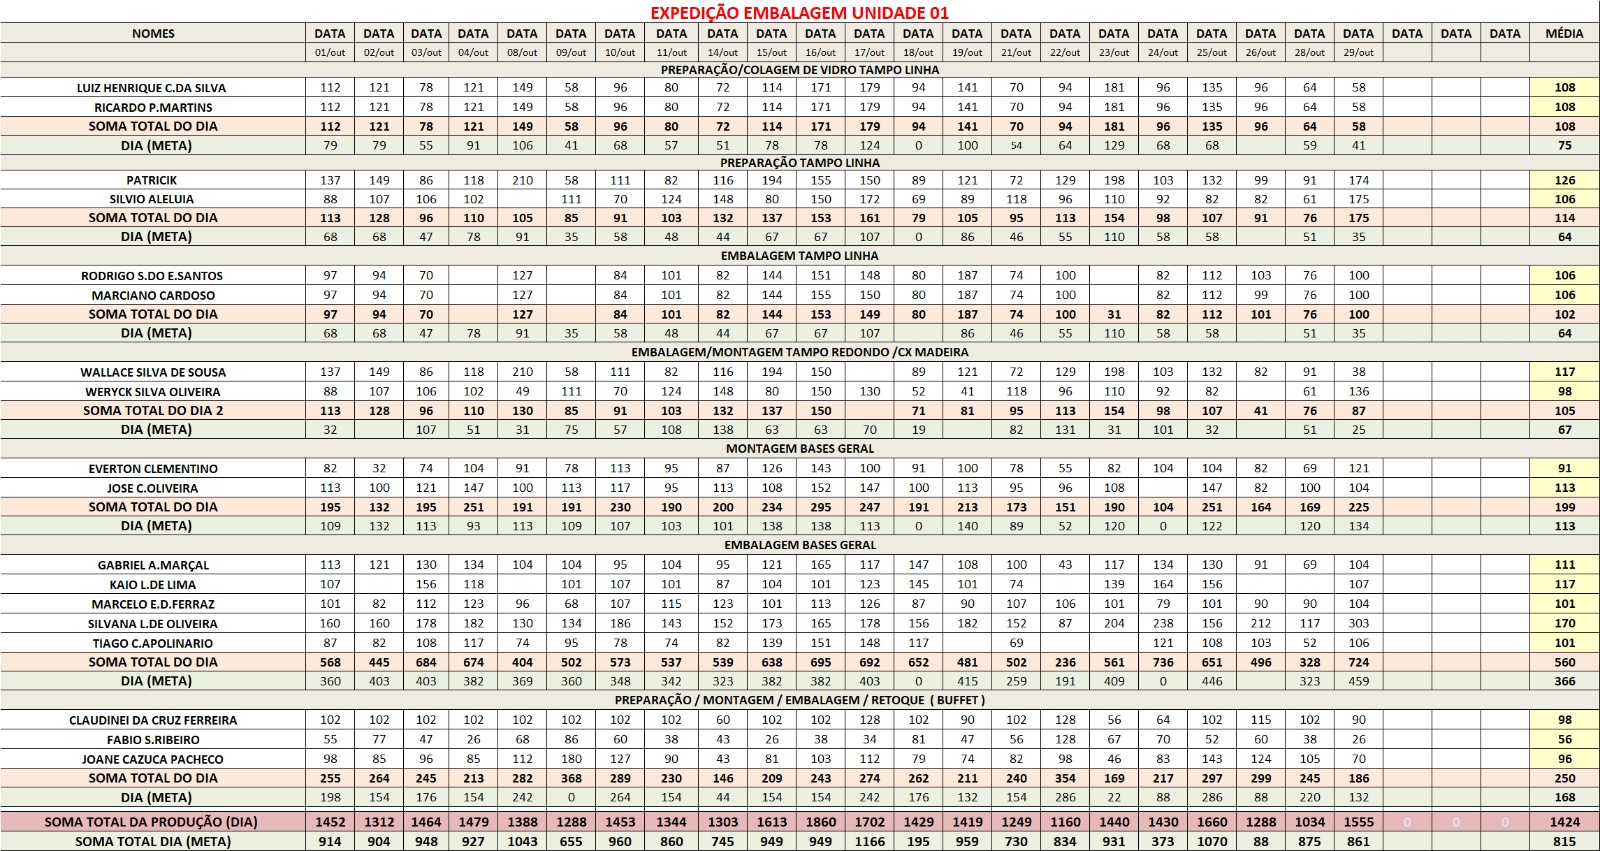 EXPEDIÇÃO EMBALAGEM UNIDADE 01
NOMES DATA DATA DATA DATA DATA DATA DATA DATA DATA DATA DATA DATA DATA DATA DATA DATA DATA DATA DATA DATA DATA DATA DATA DATA DATA MÉDIA
01/out 02/out 03/out 04/out 08/out 09/out 10/out 11/out 14/out 15/out 16/out 17/out 18/out 19/out 21/out 22/out 23/out 24/out 25/out 26/out 28/out 29/out
PREPARAÇÃO/COLAGEM DE VIDRO TAMPO LINHA
LUIZ HENRIQUE C.DA SILVA 112 121 78 121 149 58 96 80 72 114 171 179 94 141 70 94 181 96 135 96 64 58 108
RICARDO P.MARTINS 112 121 78 121 149 58 96 80 72 114 171 179 94 141 70 94 181 96 135 96 64 58 108
SOMA TOTAL DO DIA 112 121 78 121 149 58 96 80 72 114 171 179 94 141 70 94 181 96 135 96 64 58 108
DIA (META) 79 79 55 91 106 41 68 57 51 78 78 124 0 100 54 64 129 68 68 59 41 75
PREPARAÇÃO TAMPO LINHA
PATRICIK 137 149 86 118 210 58 111 82 116 194 155 150 89 121 72 129 198 103 132 99 91 174 126
SILVIO ALELUIA 88 107 106 102 111 70 124 148 80 150 172 69 89 118 96 110 92 82 82 61 175 106
SOMA TOTAL DO DIA 113 128 96 110 105 85 91 103 132 137 153 161 79 105 95 113 154 98 107 91 76 175 114
DIA (META) 68 68 47 78 91 35 58 48 44 67 67 107 0 86 46 55 110 58 58 51 35 64
EMBALAGEM TAMPO LINHA
RODRIGO S.DO E.SANTOS 97 94 70 127 84 101 82 144 151 148 80 187 74 100 82 112 103 76 100 106
MARCIANO CARDOSO 97 94 70 127 84 101 82 144 155 150 80 187 74 100 82 112 99 76 100 106
SOMA TOTAL DO DIA 97 94 70 127 84 101 82 144 153 149 80 187 74 100 31 82 112 101 76 100 102
DIA (META) 68 68 47 78 91 35 58 48 44 67 67 107 86 46 55 110 58 58 51 35 64
EMBALAGEM/MONTAGEM TAMPO REDONDO /CX MADEIRA
WALLACE SILVA DE SOUSA 137 149 86 118 210 58 111 82 116 194 150 89 121 72 129 198 103 132 82 91 38 117
WERYCK SILVA OLIVEIRA 88 107 106 102 49 111 70 124 148 80 150 130 52 41 118 96 110 92 82 61 136 98
SOMA TOTAL DO DIA 2 113 128 96 110 130 85 91 103 132 137 150 71 81 95 113 154 98 107 41 76 87 105
DIA (META) 32 107 51 31 75 57 108 138 63 63 70 19 82 131 31 101 32 51 25 67
MONTAGEM BASES GERAL
EVERTON CLEMENTINO 82 32 74 104 91 78 113 95 87 126 143 100 91 100 78 55 82 104 104 82 69 121 91
JOSE C.OLIVEIRA 113 100 121 147 100 113 117 95 113 108 152 147 100 113 95 96 108 147 82 100 104 113
SOMA TOTAL DO DIA 195 132 195 251 191 191 230 190 200 234 295 247 191 213 173 151 190 104 251 164 169 225 199
DIA (META) 109 132 113 93 113 109 107 103 101 138 138 113 0 140 89 52 120 0 122 120 134 113
EMBALAGEM BASES GERAL
GABRIEL A.MARÇAL 113 121 130 134 104 104 95 104 95 121 165 117 147 108 100 43 117 134 130 91 69 104 111
KAIO L.DE LIMA 107 156 118 101 107 101 87 104 101 123 145 101 74 139 164 156 107 117
MARCELO E.D.FERRAZ 101 82 112 123 96 68 107 115 123 101 113 126 87 90 107 106 101 79 101 90 90 104 101
SILVANA L.DE OLIVEIRA 160 160 178 182 130 134 186 143 152 173 165 178 156 182 152 87 204 238 156 212 117 303 170
TIAGO C.APOLINARIO 87 82 108 117 74 95 78 74 82 139 151 148 117 69 121 108 103 52 106 101
SOMA TOTAL DO DIA 568 445 684 674 404 502 573 537 539 638 695 692 652 481 502 236 561 736 651 496 328 724 560
DIA (META) 360 403 403 382 369 360 348 342 323 382 382 403 0 415 259 191 409 0 446 323 459 366
PREPARAÇÃO / MONTAGEM / EMBALAGEM / RETOQUE ( BUFFET )
CLAUDINEI DA CRUZ FERREIRA 102 102 102 102 102 102 102 102 60 102 102 128 102 90 102 128 56 64 102 115 102 90 98
FABIO S.RIBEIRO 55 77 47 26 68 86 60 38 43 26 38 34 81 47 56 128 67 70 52 60 38 26 56
JOANE CAZUCA PACHECO 98 85 96 85 112 180 127 90 43 81 103 112 79 74 82 98 46 83 143 124 105 70 96
SOMA TOTAL DO DIA 255 264 245 213 282 368 289 230 146 209 243 274 262 211 240 354 169 217 297 299 245 186 250
DIA (META) 198 154 176 154 242 0 264 154 44 154 154 242 176 132 154 286 22 88 286 88 220 132 168
SOMA TOTAL DA PRODUÇÃO (DIA) 1452 1312 1464 1479 1388 1288 1453 1344 1303 1613 1860 1702 1429 1419 1249 1160 1440 1430 1660 1288 1034 1555 0 0 0 1424
SOMA TOTAL DIA (META) 914 904 948 927 1043 655 960 860 745 949 949 1166 195 959 730 834 931 373 1070 88 875 861 815